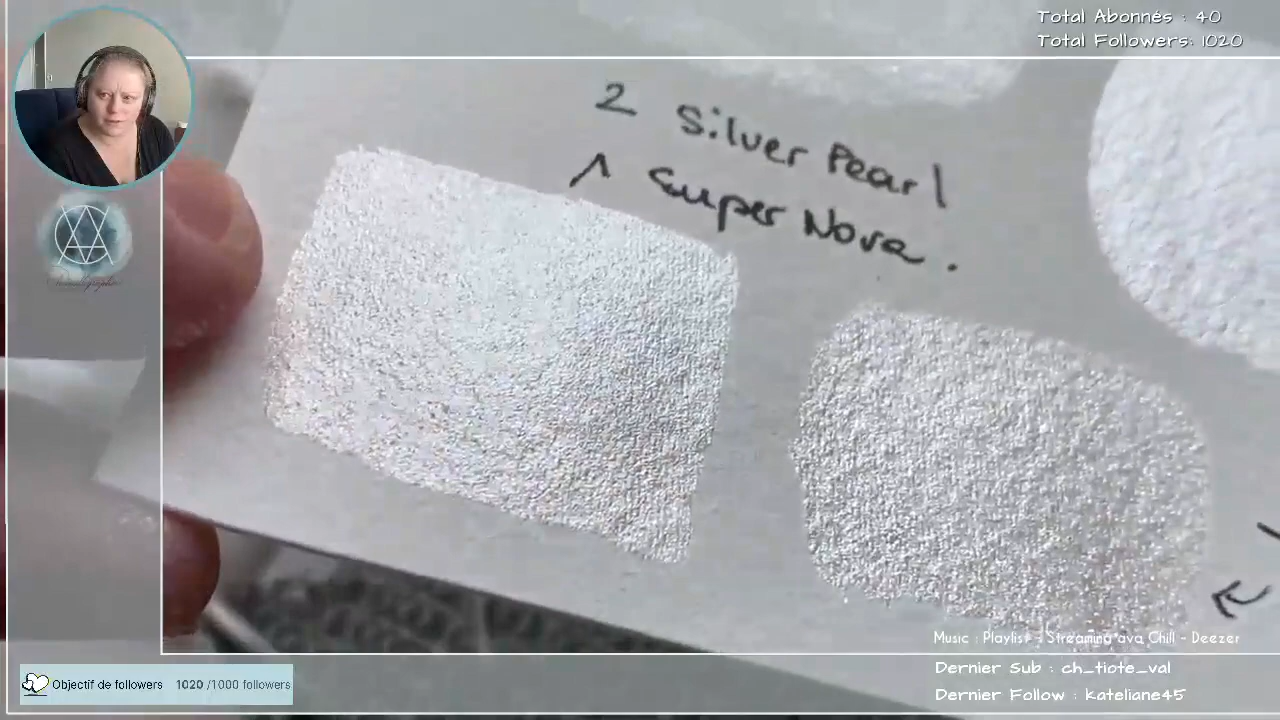 Total Abonnés : 40
Total Followers: 1020
2 Silver Pearl
1 Super Nova.
Music : Playlist - Streaming ava Chill - Deezer
Dernier Sub : ch_tiote_val
Dernier Follow : kateliane45
Objectif de followers 1020 /1000 followers